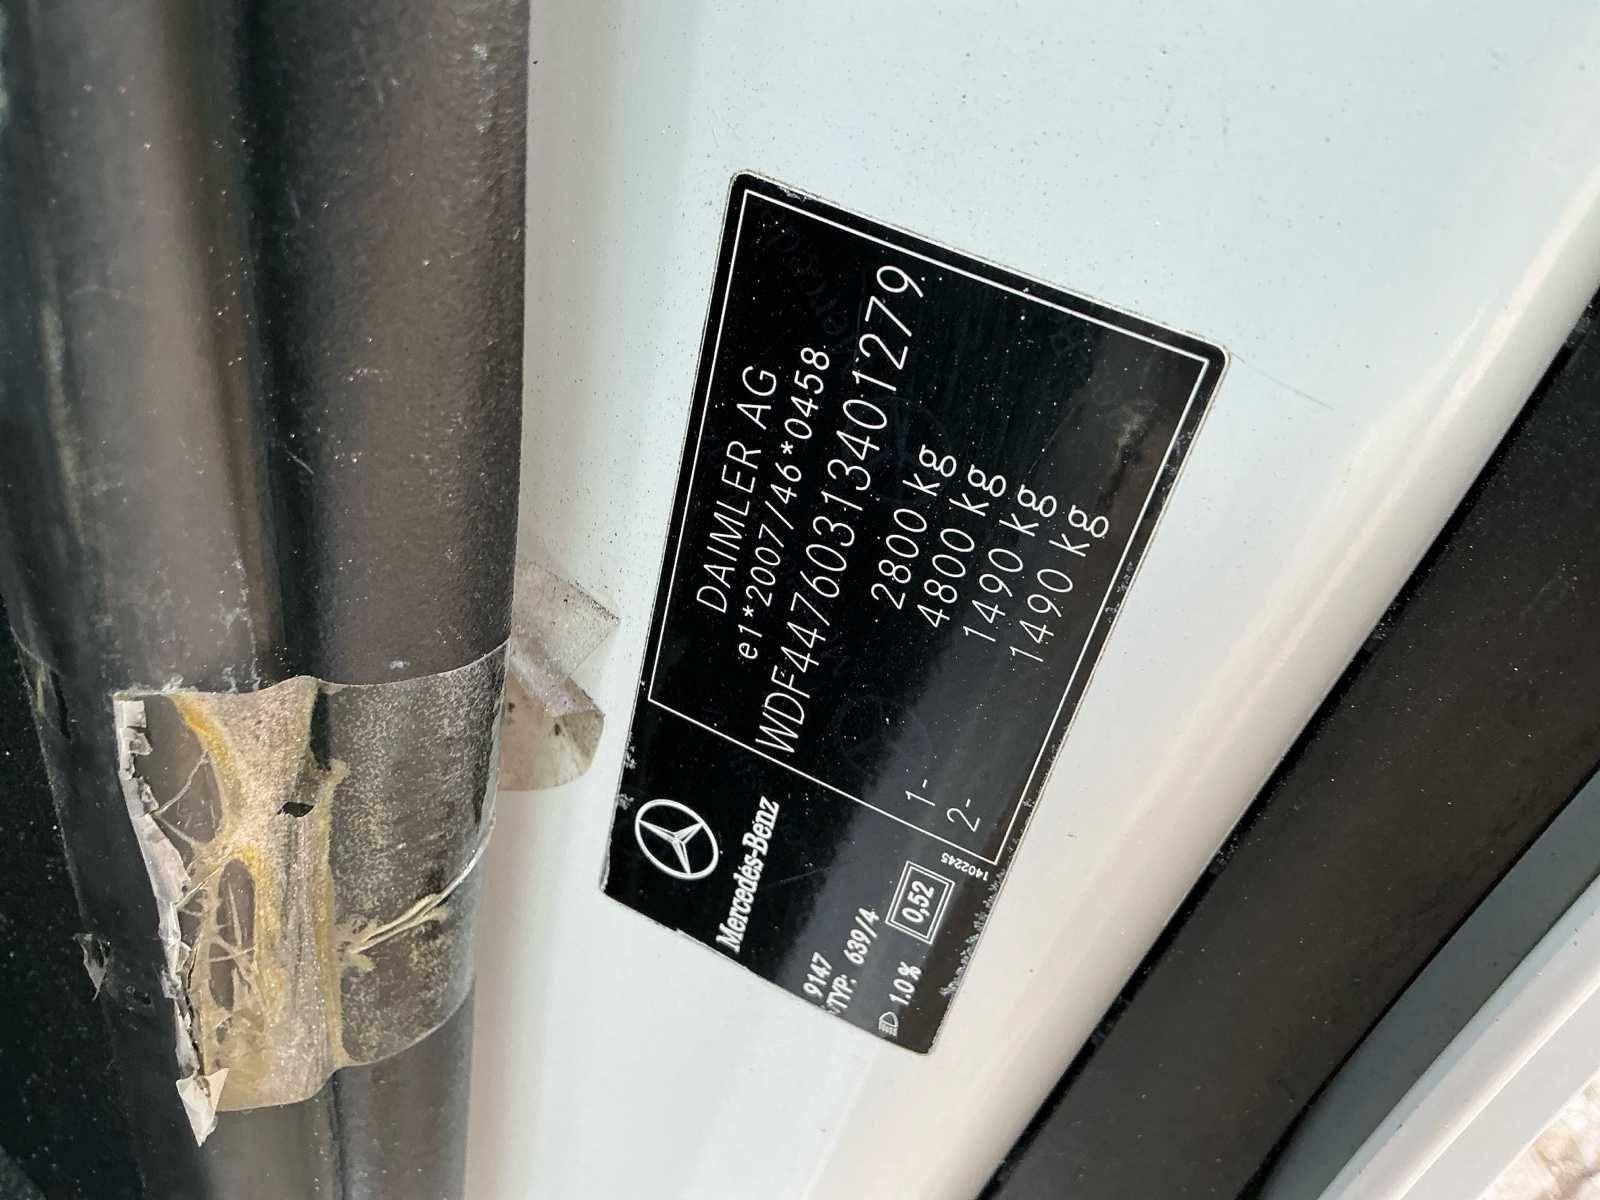 DAIMLER AG
e1*2007/46*0458
WDF44760313401279
2800 kg
4800 kg
1- 1490 kg
2- 1490 kg
Mercedes-Benz
9147
TYP: 639/4
1.0%
0,52
1402245